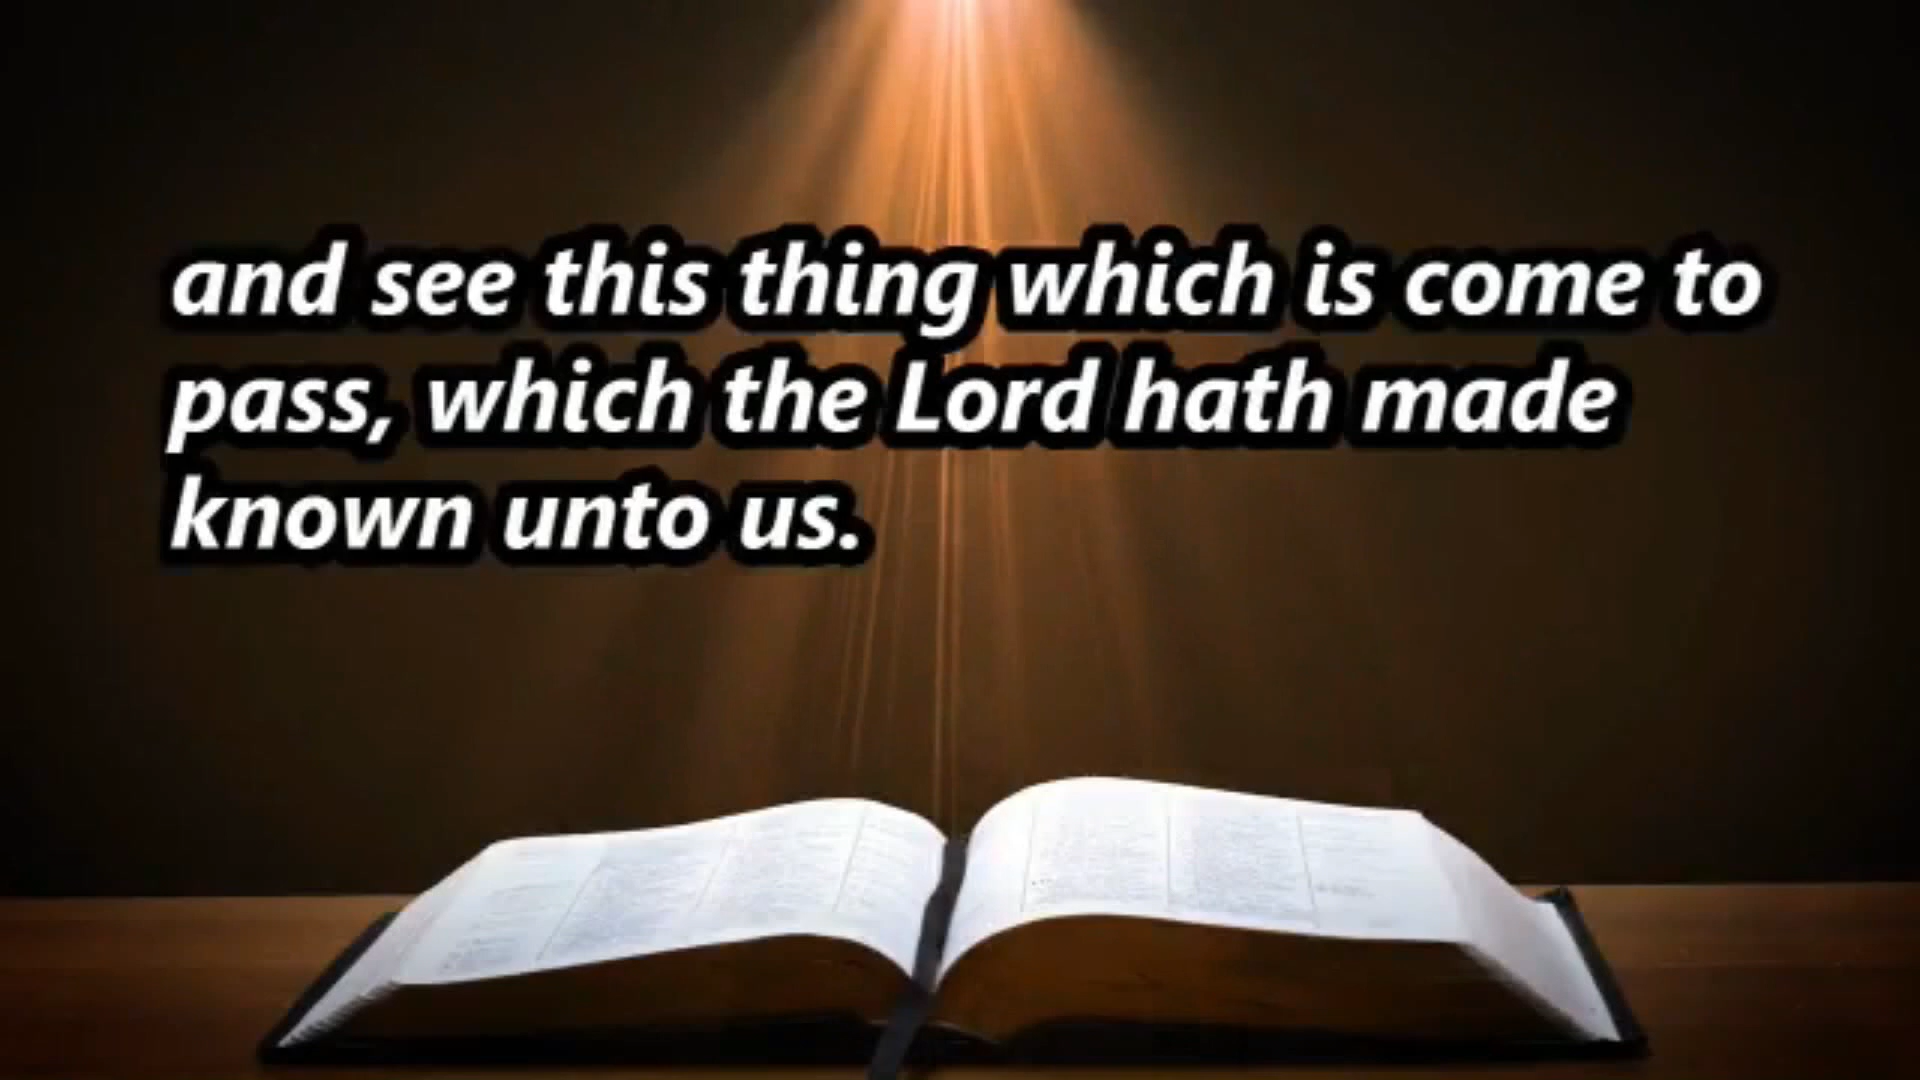 and see this thing which is come to
pass, which the Lord hath made
known unto us.